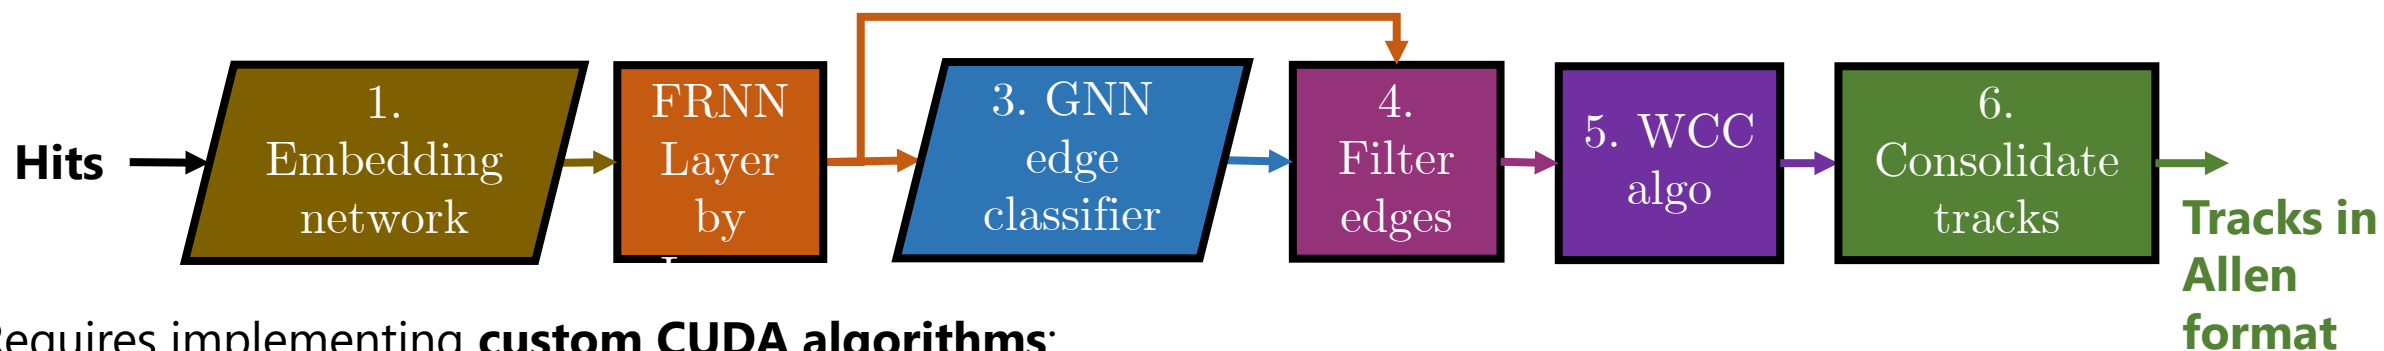 Hits
1.
Embedding
network
FRNN
Layer
by
3. GNN
edge
classifier
4.
Filter
edges
5. WCC
algo
6.
Consolidate
tracks
Tracks in
Allen
format
Requires implementing custom CUDA algorithms: